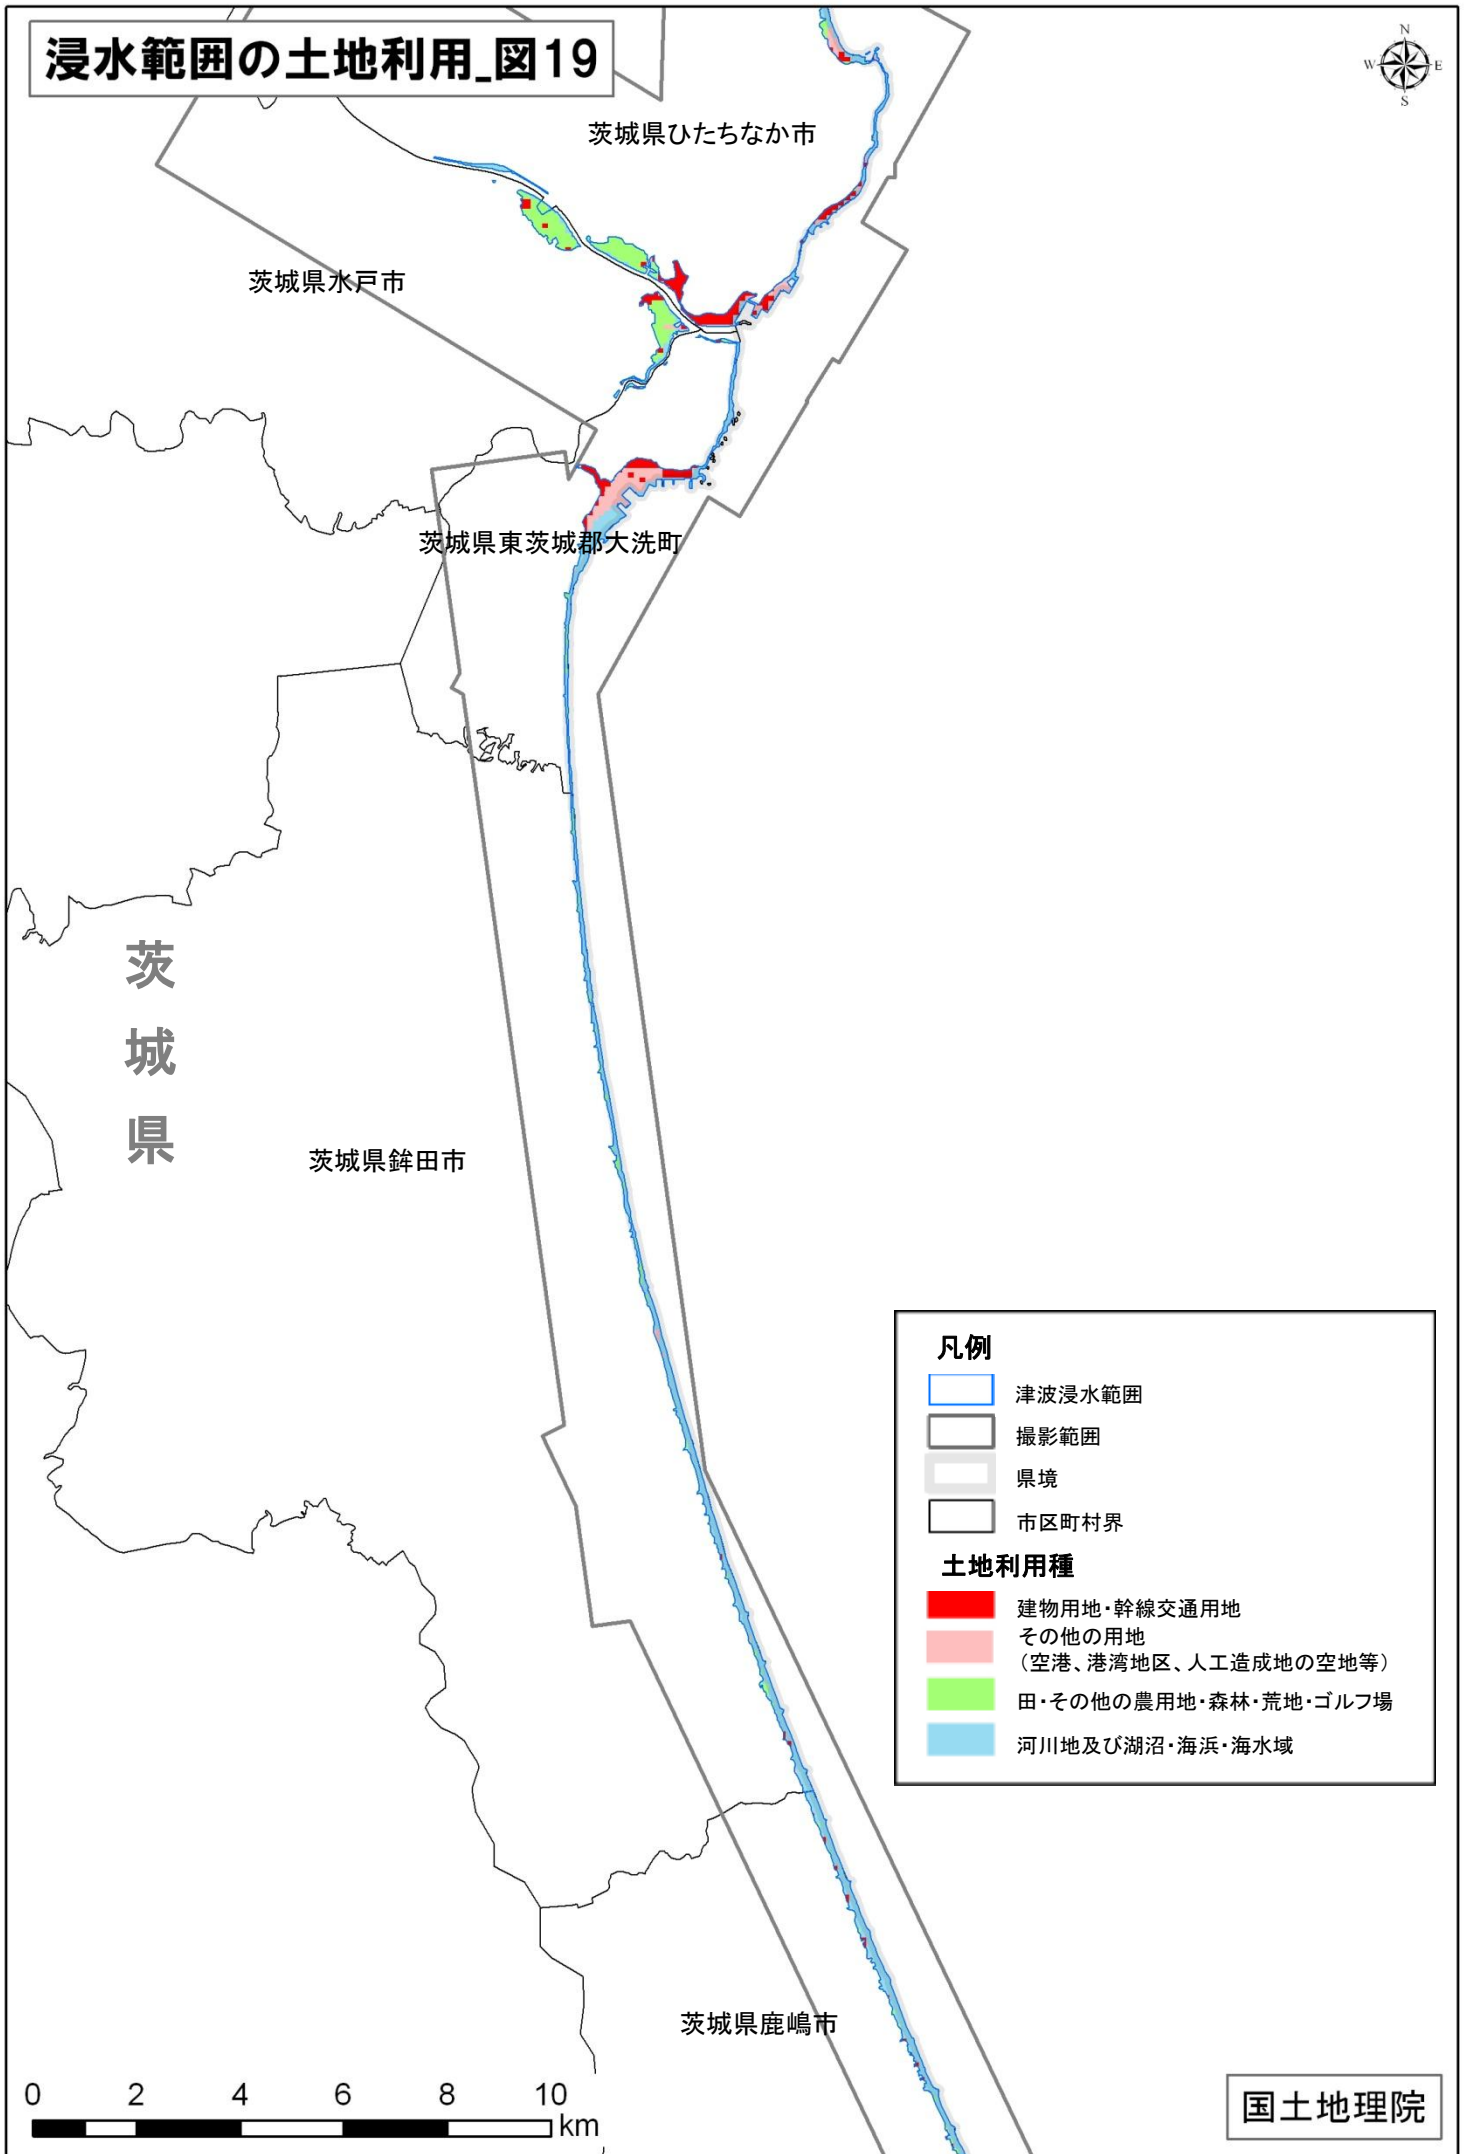 浸水範囲の土地利用_図19
N
W
E
S
茨城県ひたちなか市
茨城県水戸市
茨城県東茨城郡大洗町
茨城県
茨城県鉾田市
凡例
津波浸水範囲
撮影範囲
県境
市区町村界
土地利用種
建物用地・幹線交通用地
その他の用地
（空港、港湾地区、人工造成地の空地等）
田・その他の農用地・森林・荒地・ゴルフ場
河川地及び湖沼・海浜・海水域
茨城県鹿嶋市
0 2 4 6 8 10
km
国土地理院